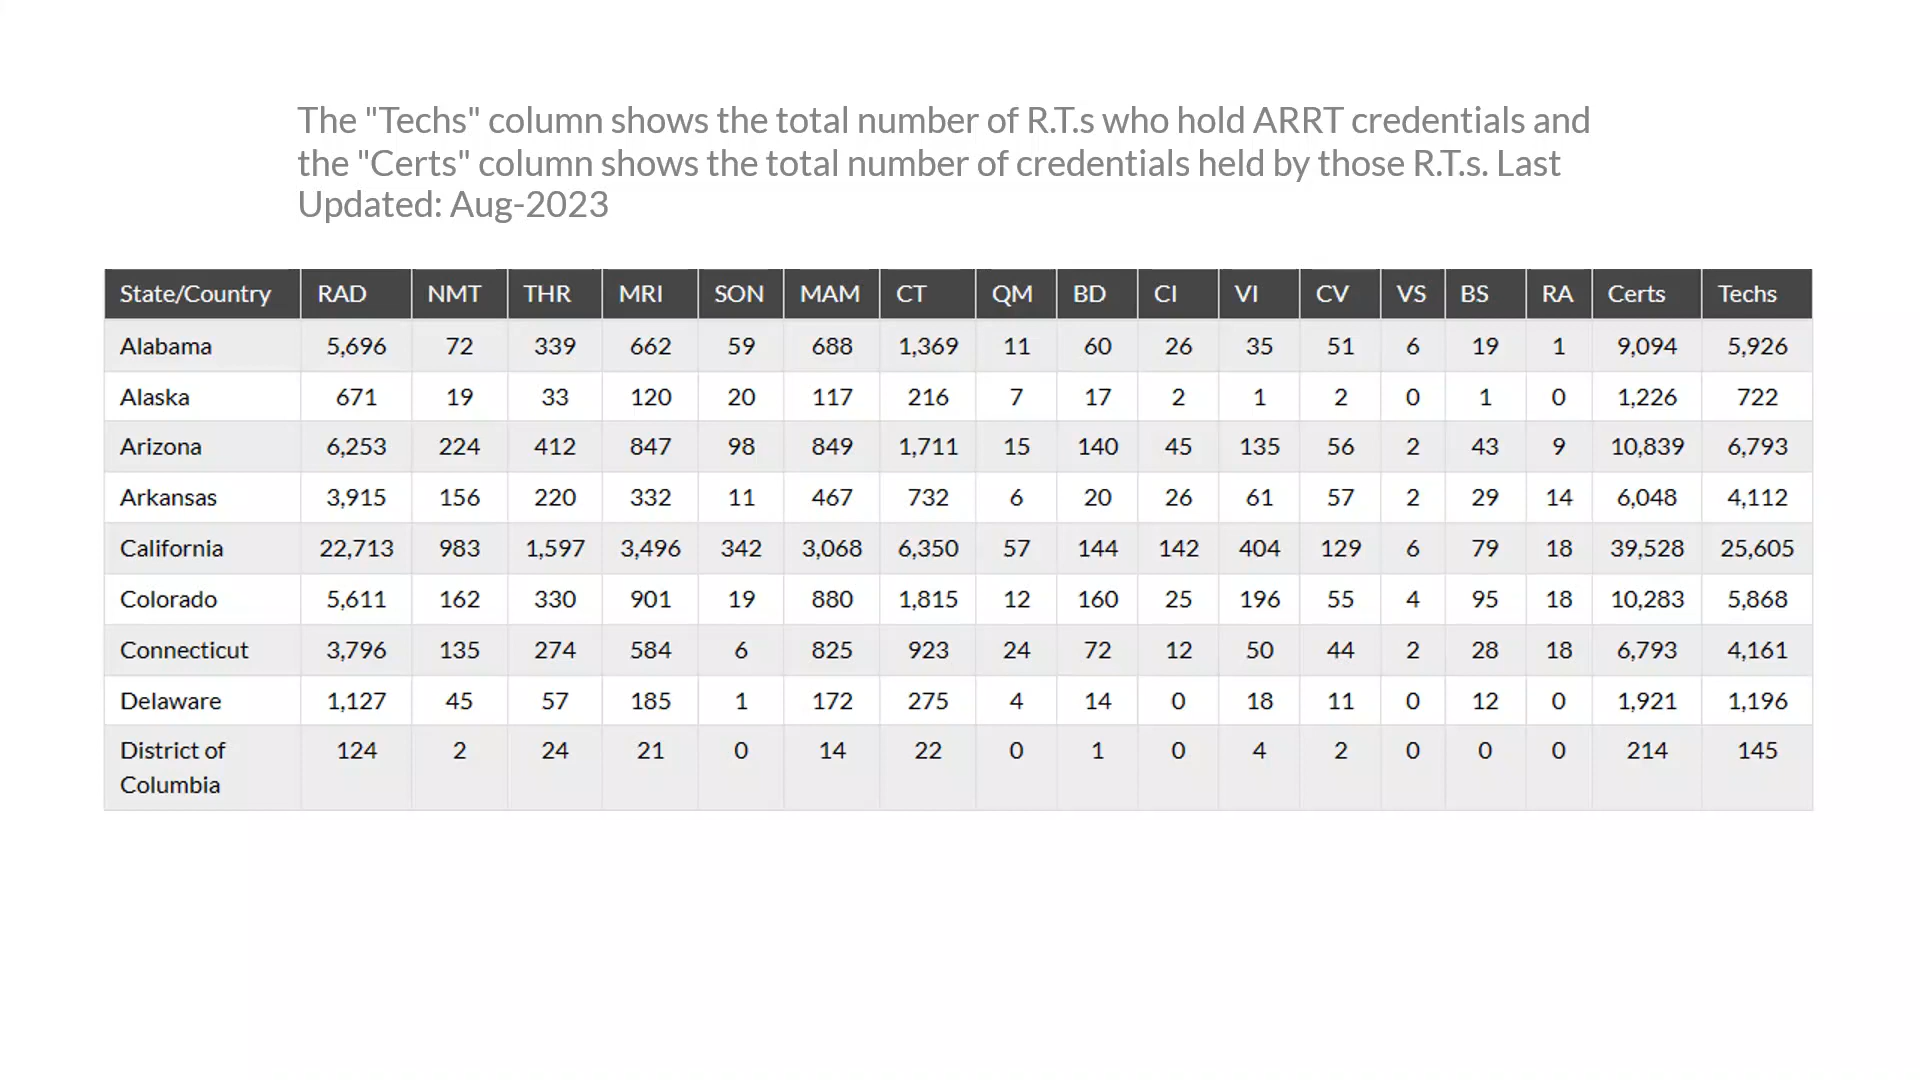 The "Techs" column shows the total number of R.T.s who hold ARRT credentials and
the "Certs" column shows the total number of credentials held by those R.T.s. Last
Updated: Aug-2023
State/Country RAD NMT THR MRI SON MAM CT QM BD CI VI CV VS BS RA Certs Techs
Alabama 5,696 72 339 662 59 688 1,369 11 60 26 35 51 6 19 1 9,094 5,926
Alaska 671 19 33 120 20 117 216 7 17 2 1 2 0 1 0 1,226 722
Arizona 6,253 224 412 847 98 849 1,711 15 140 45 135 56 2 43 9 10,839 6,793
Arkansas 3,915 156 220 332 11 467 732 6 20 26 61 57 2 29 14 6,048 4,112
California 22,713 983 1,597 3,496 342 3,068 6,350 57 144 142 404 129 6 79 18 39,528 25,605
Colorado 5,611 162 330 901 19 880 1,815 12 160 25 196 55 4 95 18 10,283 5,868
Connecticut 3,796 135 274 584 6 825 923 24 72 12 50 44 2 28 18 6,793 4,161
Delaware 1,127 45 57 185 1 172 275 4 14 0 18 11 0 12 0 1,921 1,196
District of 124 2 24 21 0 14 22 0 1 0 4 2 0 0 0 214 145
Columbia